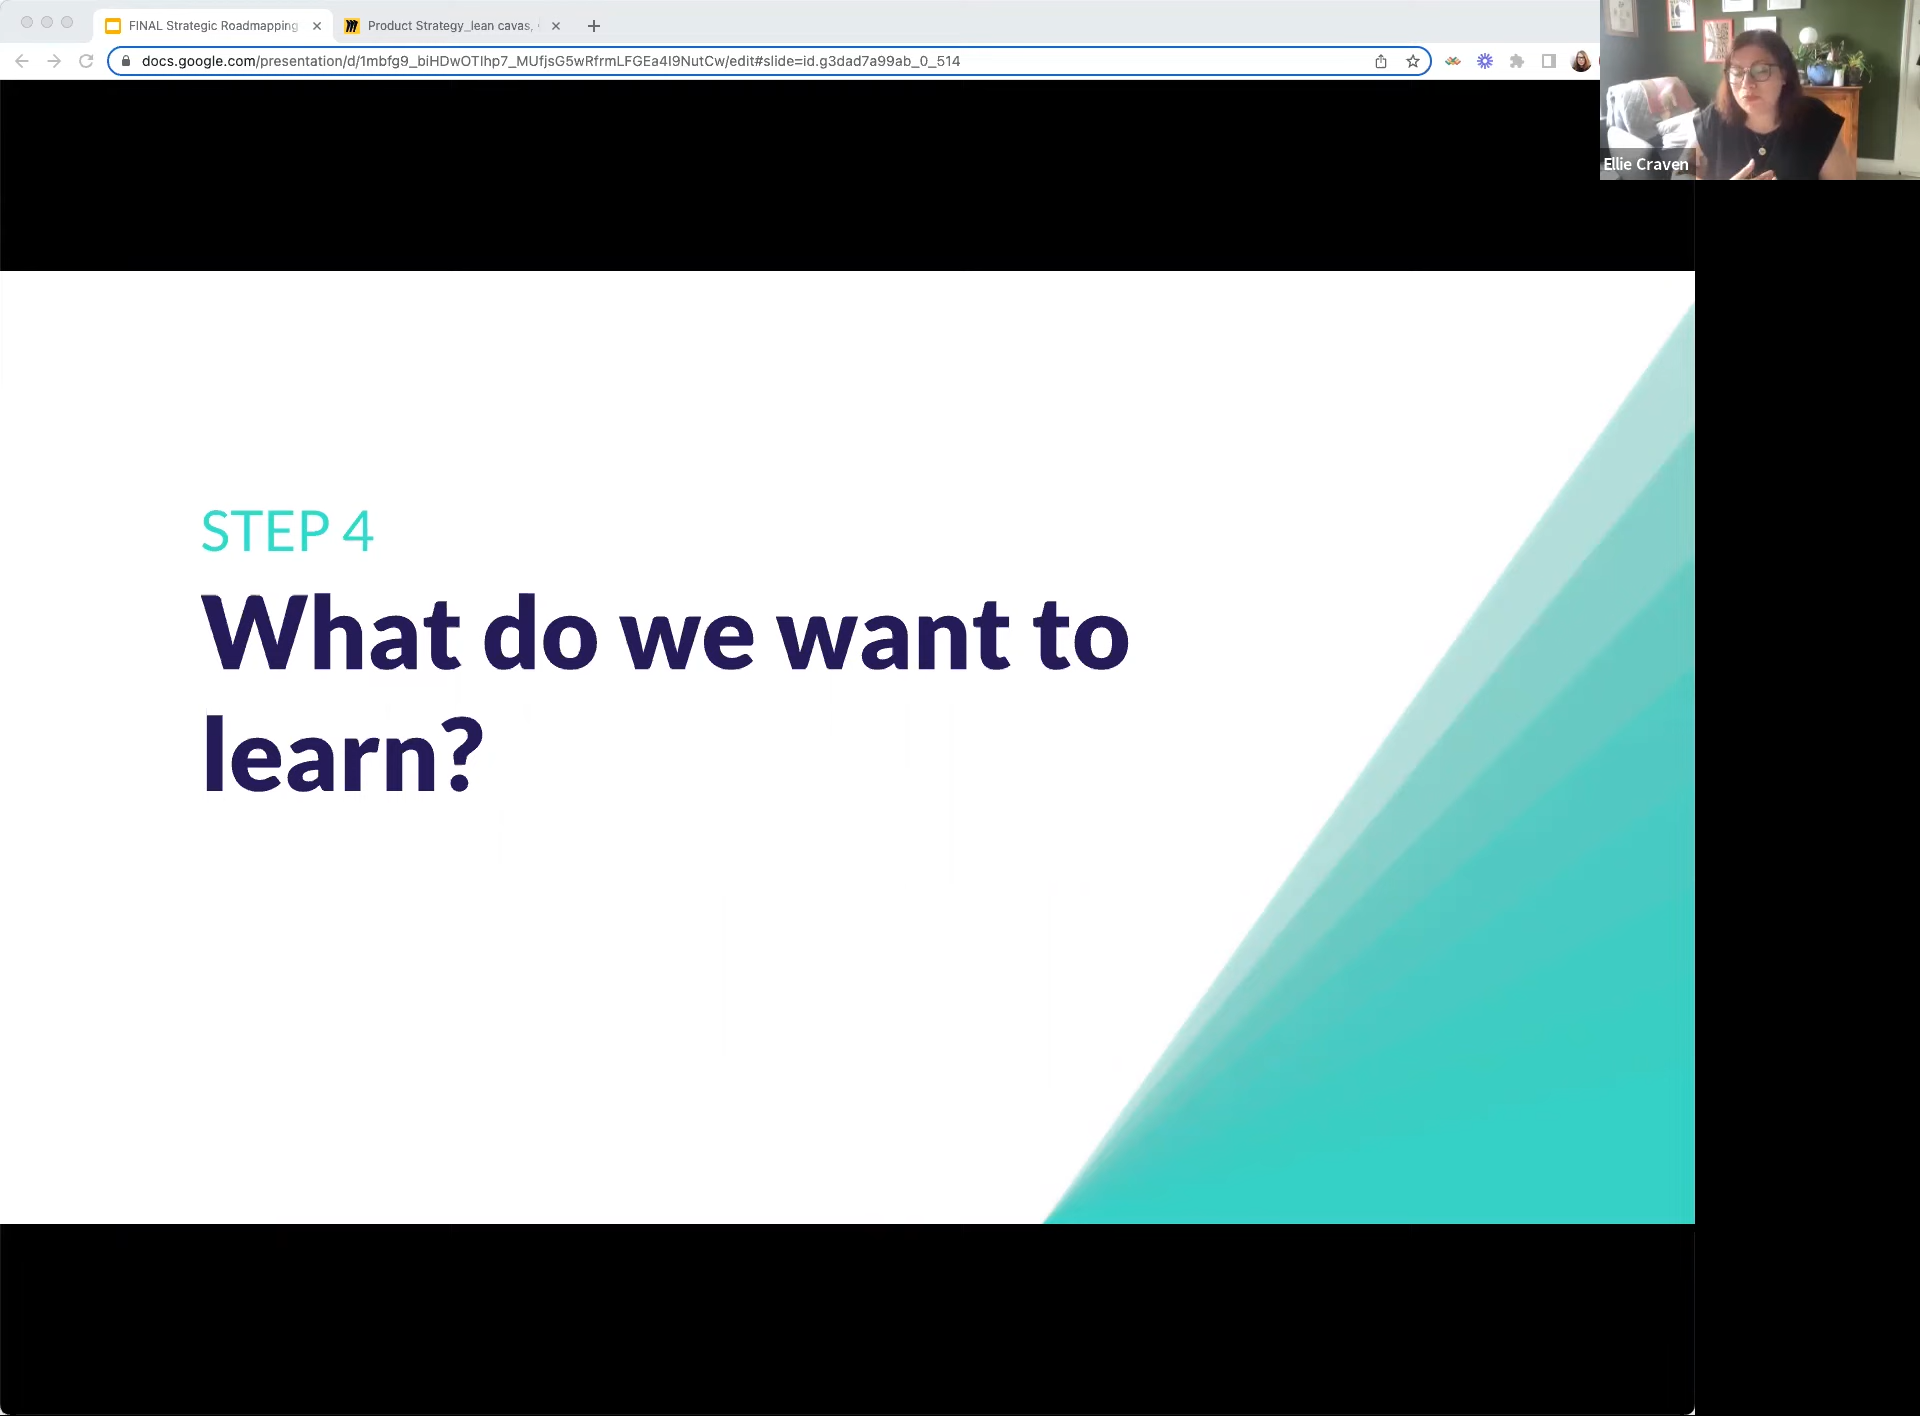 FINAL Strategic Roadmapping
Product Strategy_lean cavas,
docs.google.com/presentation/d/1mbfg9_biHDwOTIhp7_MUfjsG5wRfrmLFGEa4I9NutCw/edit#slide=id.g3dad7a99ab_0_514
Ellie Craven
STEP 4
What do we want to
learn?